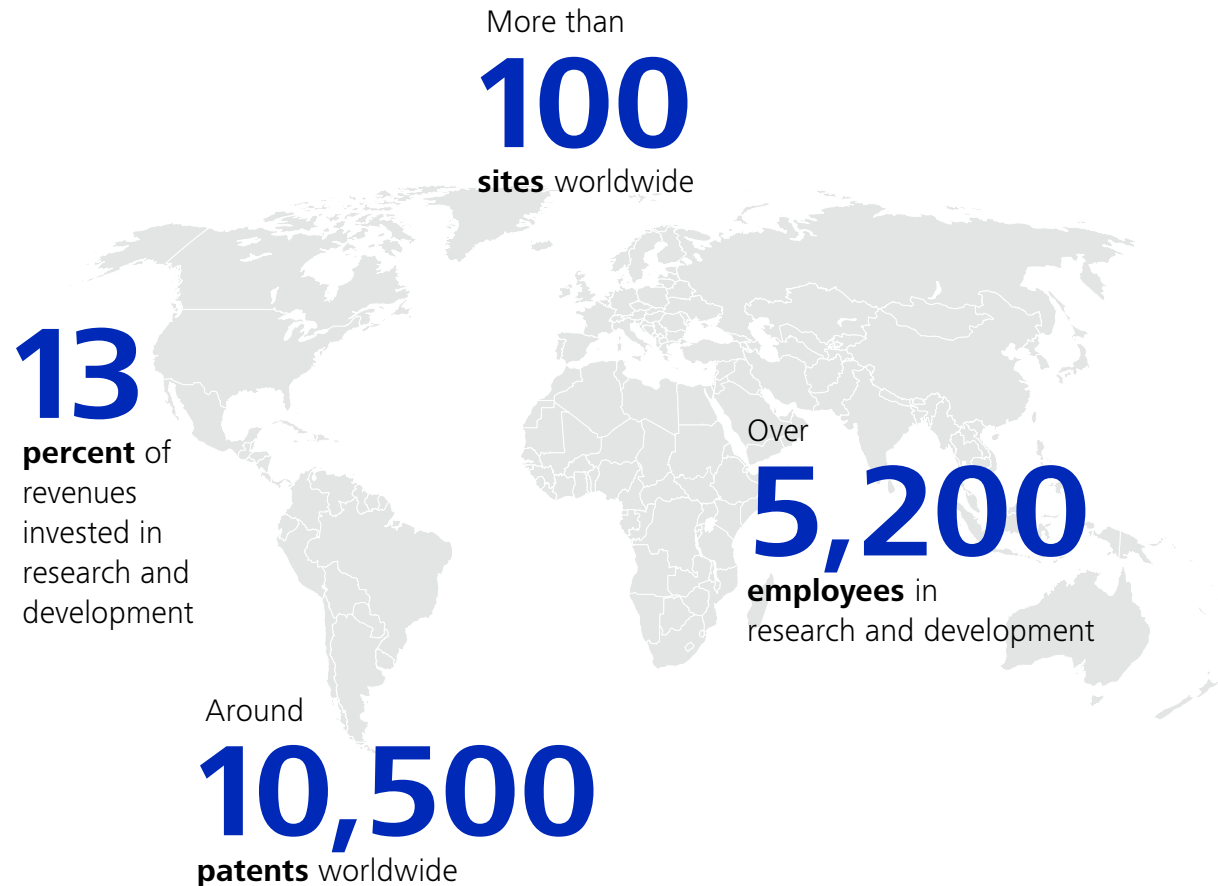 More than
100
sites worldwide
13
percent of
revenues
invested in
research and
development
Over
5,200
employees in
research and development
Around
10,500
patents worldwide